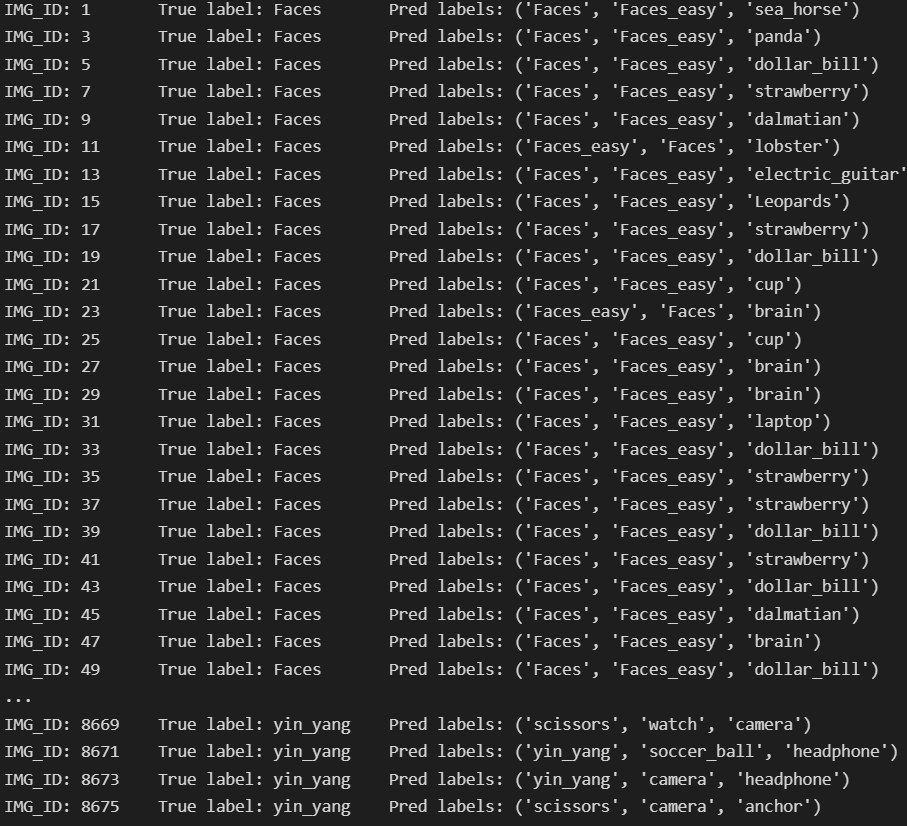 IMG_ID: 1 True label: Faces Pred labels: ('Faces', 'Faces_easy', 'sea_horse')
IMG_ID: 3 True label: Faces Pred labels: ('Faces', 'Faces_easy', 'panda')
IMG_ID: 5 True label: Faces Pred labels: ('Faces', 'Faces_easy', 'dollar_bill')
IMG_ID: 7 True label: Faces Pred labels: ('Faces', 'Faces_easy', 'strawberry')
IMG_ID: 9 True label: Faces Pred labels: ('Faces', 'Faces_easy', 'dalmatian')
IMG_ID: 11 True label: Faces Pred labels: ('Faces_easy', 'Faces', 'lobster')
IMG_ID: 13 True label: Faces Pred labels: ('Faces', 'Faces_easy', 'electric_guitar'
IMG_ID: 15 True label: Faces Pred labels: ('Faces', 'Faces_easy', 'Leopards')
IMG_ID: 17 True label: Faces Pred labels: ('Faces', 'Faces_easy', 'strawberry')
IMG_ID: 19 True label: Faces Pred labels: ('Faces', 'Faces_easy', 'dollar_bill')
IMG_ID: 21 True label: Faces Pred labels: ('Faces', 'Faces_easy', 'cup')
IMG_ID: 23 True label: Faces Pred labels: ('Faces_easy', 'Faces', 'brain')
IMG_ID: 25 True label: Faces Pred labels: ('Faces', 'Faces_easy', 'cup')
IMG_ID: 27 True label: Faces Pred labels: ('Faces', 'Faces_easy', 'brain')
IMG_ID: 29 True label: Faces Pred labels: ('Faces', 'Faces_easy', 'brain')
IMG_ID: 31 True label: Faces Pred labels: ('Faces', 'Faces_easy', 'laptop')
IMG_ID: 33 True label: Faces Pred labels: ('Faces', 'Faces_easy', 'dollar_bill')
IMG_ID: 35 True label: Faces Pred labels: ('Faces', 'Faces_easy', 'strawberry')
IMG_ID: 37 True label: Faces Pred labels: ('Faces', 'Faces_easy', 'strawberry')
IMG_ID: 39 True label: Faces Pred labels: ('Faces', 'Faces_easy', 'dollar_bill')
IMG_ID: 41 True label: Faces Pred labels: ('Faces', 'Faces_easy', 'strawberry')
IMG_ID: 43 True label: Faces Pred labels: ('Faces', 'Faces_easy', 'dollar_bill')
IMG_ID: 45 True label: Faces Pred labels: ('Faces', 'Faces_easy', 'dalmatian')
IMG_ID: 47 True label: Faces Pred labels: ('Faces', 'Faces_easy', 'brain')
IMG_ID: 49 True label: Faces Pred labels: ('Faces', 'Faces_easy', 'dollar_bill')
...
IMG_ID: 8669 True label: yin_yang Pred labels: ('scissors', 'watch', 'camera')
IMG_ID: 8671 True label: yin_yang Pred labels: ('yin_yang', 'soccer_ball', 'headphone')
IMG_ID: 8673 True label: yin_yang Pred labels: ('yin_yang', 'camera', 'headphone')
IMG_ID: 8675 True label: yin_yang Pred labels: ('scissors', 'camera', 'anchor')